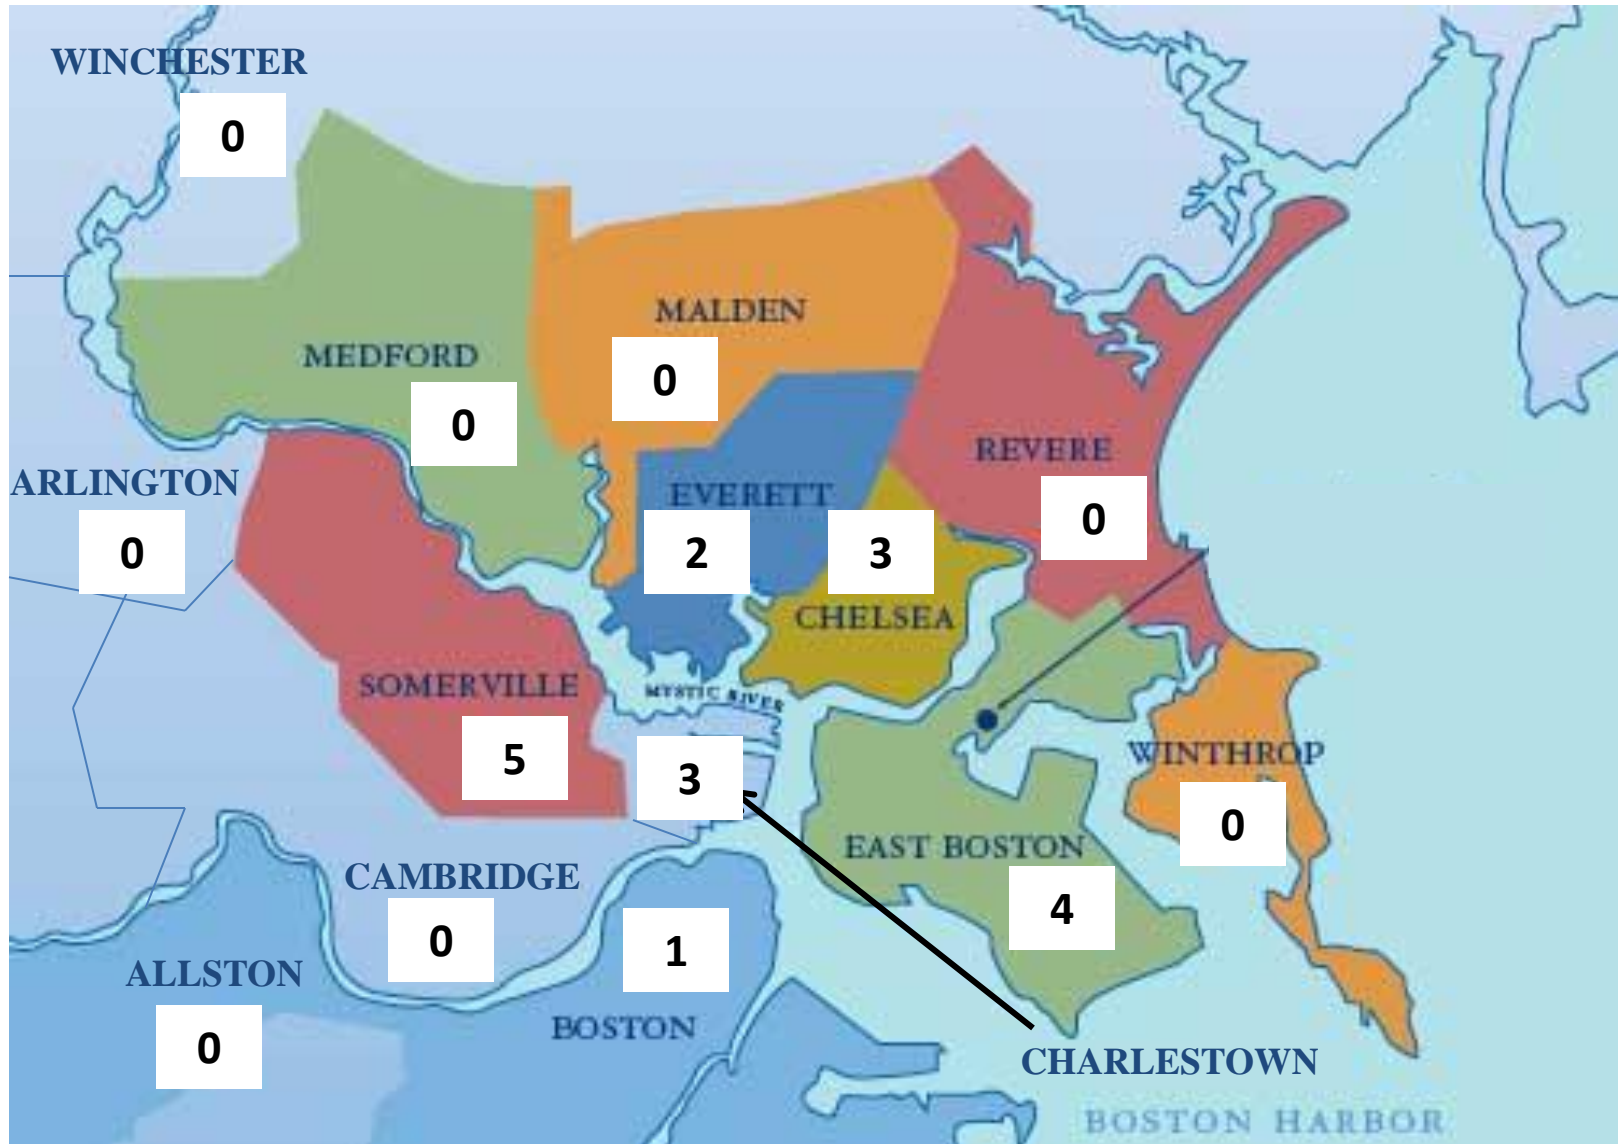 WINCHESTER
0
MALDEN
0
MEDFORD
0
REVERE
0
ARLINGTON
0
EVERETT
2
3
CHELSEA
SOMERVILLE
5
MYSTIC RIVER
3
WINTHROP
0
EAST BOSTON
4
CAMBRIDGE
0
1
BOSTON
ALLSTON
0
CHARLESTOWN
BOSTON HARBOR